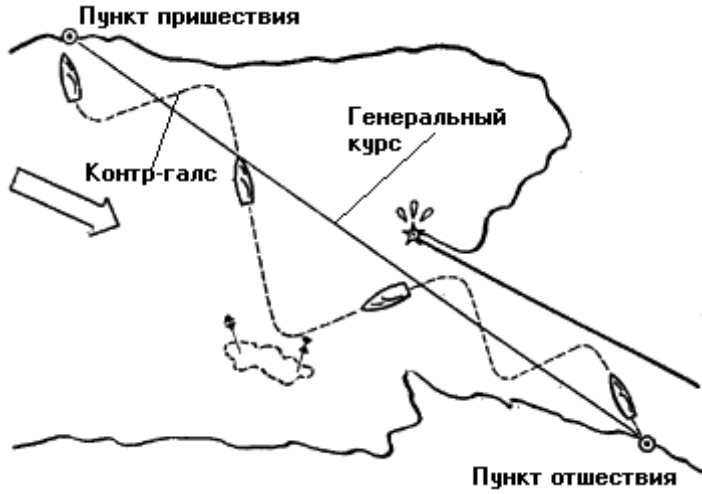 Пункт пришествия
Генеральный
курс
Контр-галс
Пункт отшествия